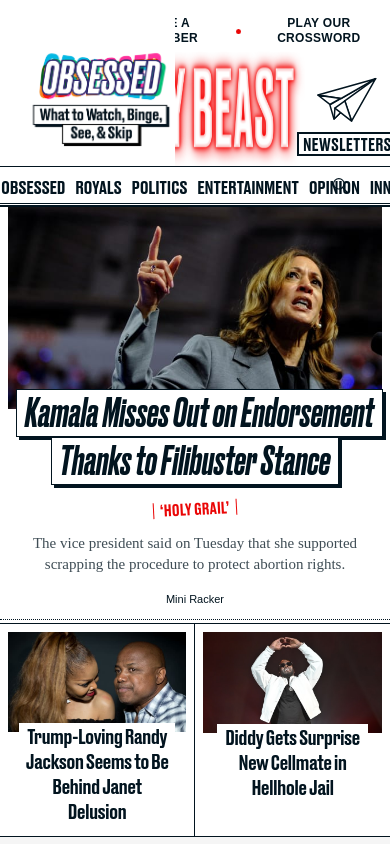 E A
BER
PLAY OUR
CROSSWORD
OBSESSED
What to Watch, Binge,
See, & Skip
Y BEAST
NEWSLETTERS
OBSESSED ROYALS POLITICS ENTERTAINMENT OPINION INN
Kamala Misses Out on Endorsement
Thanks to Filibuster Stance
‘HOLY GRAIL’
The vice president said on Tuesday that she supported
scrapping the procedure to protect abortion rights.
Mini Racker
Trump-Loving Randy
Jackson Seems to Be
Behind Janet
Delusion
Diddy Gets Surprise
New Cellmate in
Hellhole Jail